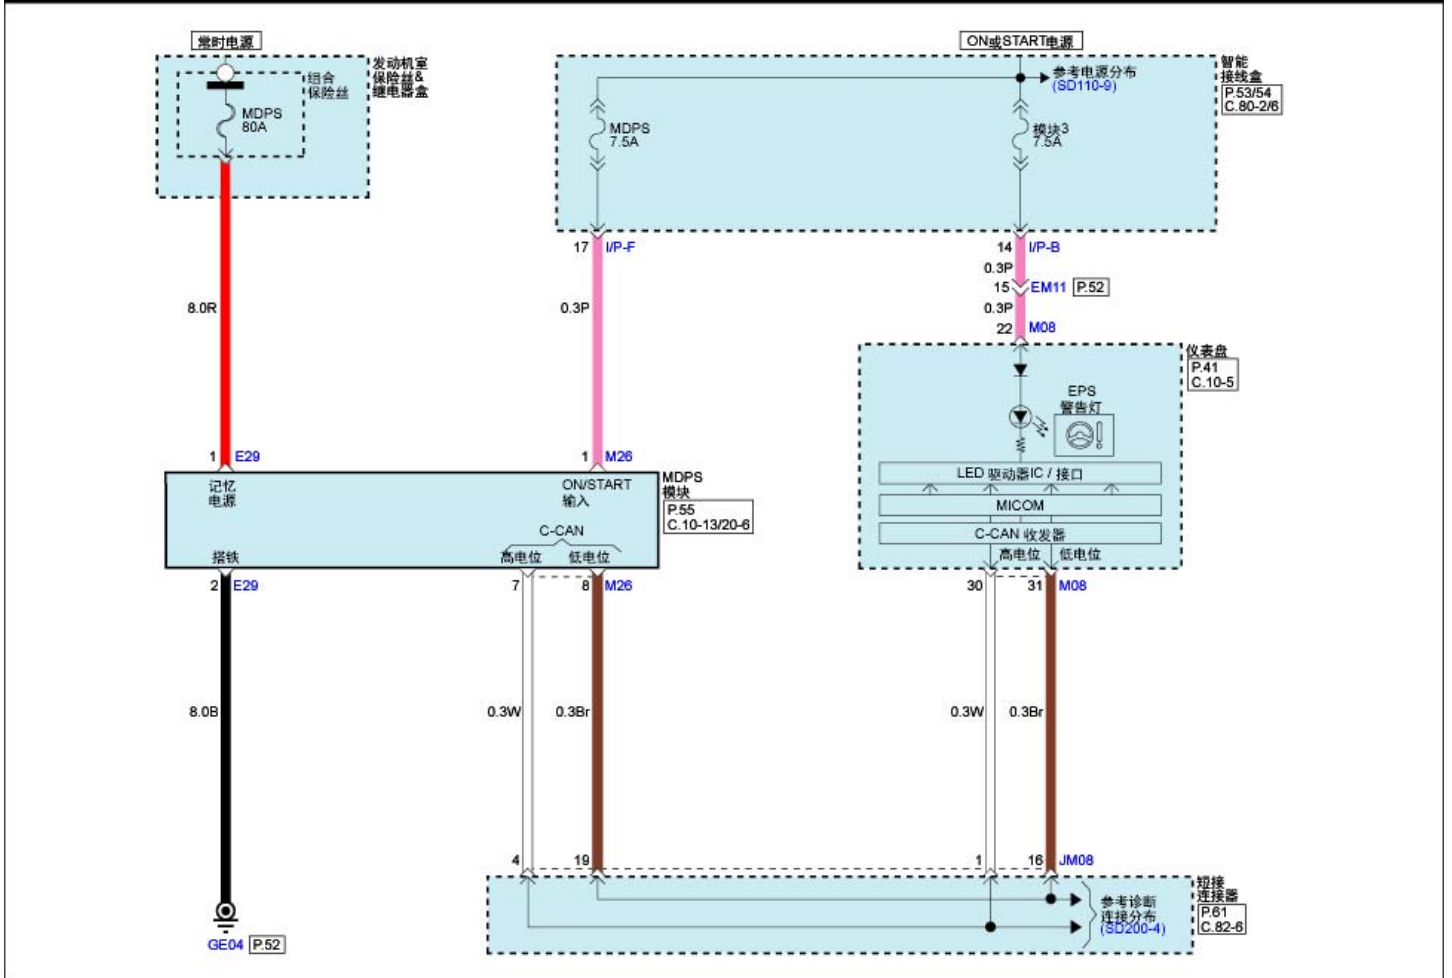 常时电源
ON或START电源
发动机室
保险丝&
继电器盒
组合
保险丝
MDPS
80A
MDPS
7.5A
参考电源分布
(SD110-9)
模块3
7.5A
智能
接线盒
P.53/54
C.80-2/6
17 I/P-F
14 I/P-B
0.3P
15 EM11 P.52
0.3P
22 M08
8.0R
0.3P
仪表盘
P.41
C.10-5
EPS
警告灯
LED 驱动器IC / 接口
MICOM
C-CAN 收发器
高电位 低电位
1 E29
1 M26
记忆
电源
ON/START
输入
C-CAN
高电位 低电位
搭铁
MDPS
模块
P.55
C.10-13/20-6
2 E29
7
8 M26
30
31 M08
8.0B
0.3W
0.3Br
0.3W
0.3Br
4
19
1
16 JM08
参考诊断
连接分布
(SD200-4)
短接
连接器
P.61
C.82-6
GE04 P.52